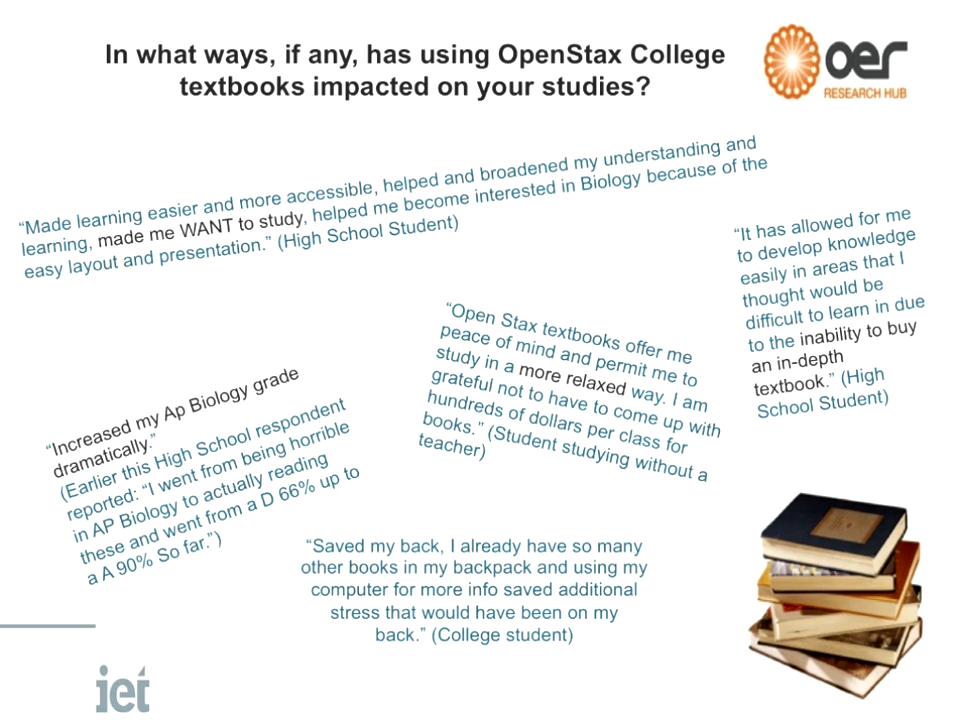 In what ways, if any, has using OpenStax College
textbooks impacted on your studies?
oer
RESEARCH HUB
“Made learning easier and more accessible, helped and broadened my understanding and
learning, made me WANT to study, helped me become interested in Biology because of the
easy layout and presentation.” (High School Student)
“It has allowed for me
to develop knowledge
easily in areas that I
thought would be
difficult to learn in due
to the inability to buy
an in-depth
textbook.” (High
School Student)
“Open Stax textbooks offer me
peace of mind and permit me to
study in a more relaxed way. I am
grateful not to have to come up with
hundreds of dollars per class for
books.” (Student studying without a
teacher)
“Increased my Ap Biology grade
dramatically.”
(Earlier this High School respondent
reported: “I went from being horrible
in AP Biology to actually reading
these and went from a D 66% up to
a A 90% So far.”)
“Saved my back, I already have so many
other books in my backpack and using my
computer for more info saved additional
stress that would have been on my
back.” (College student)
iet